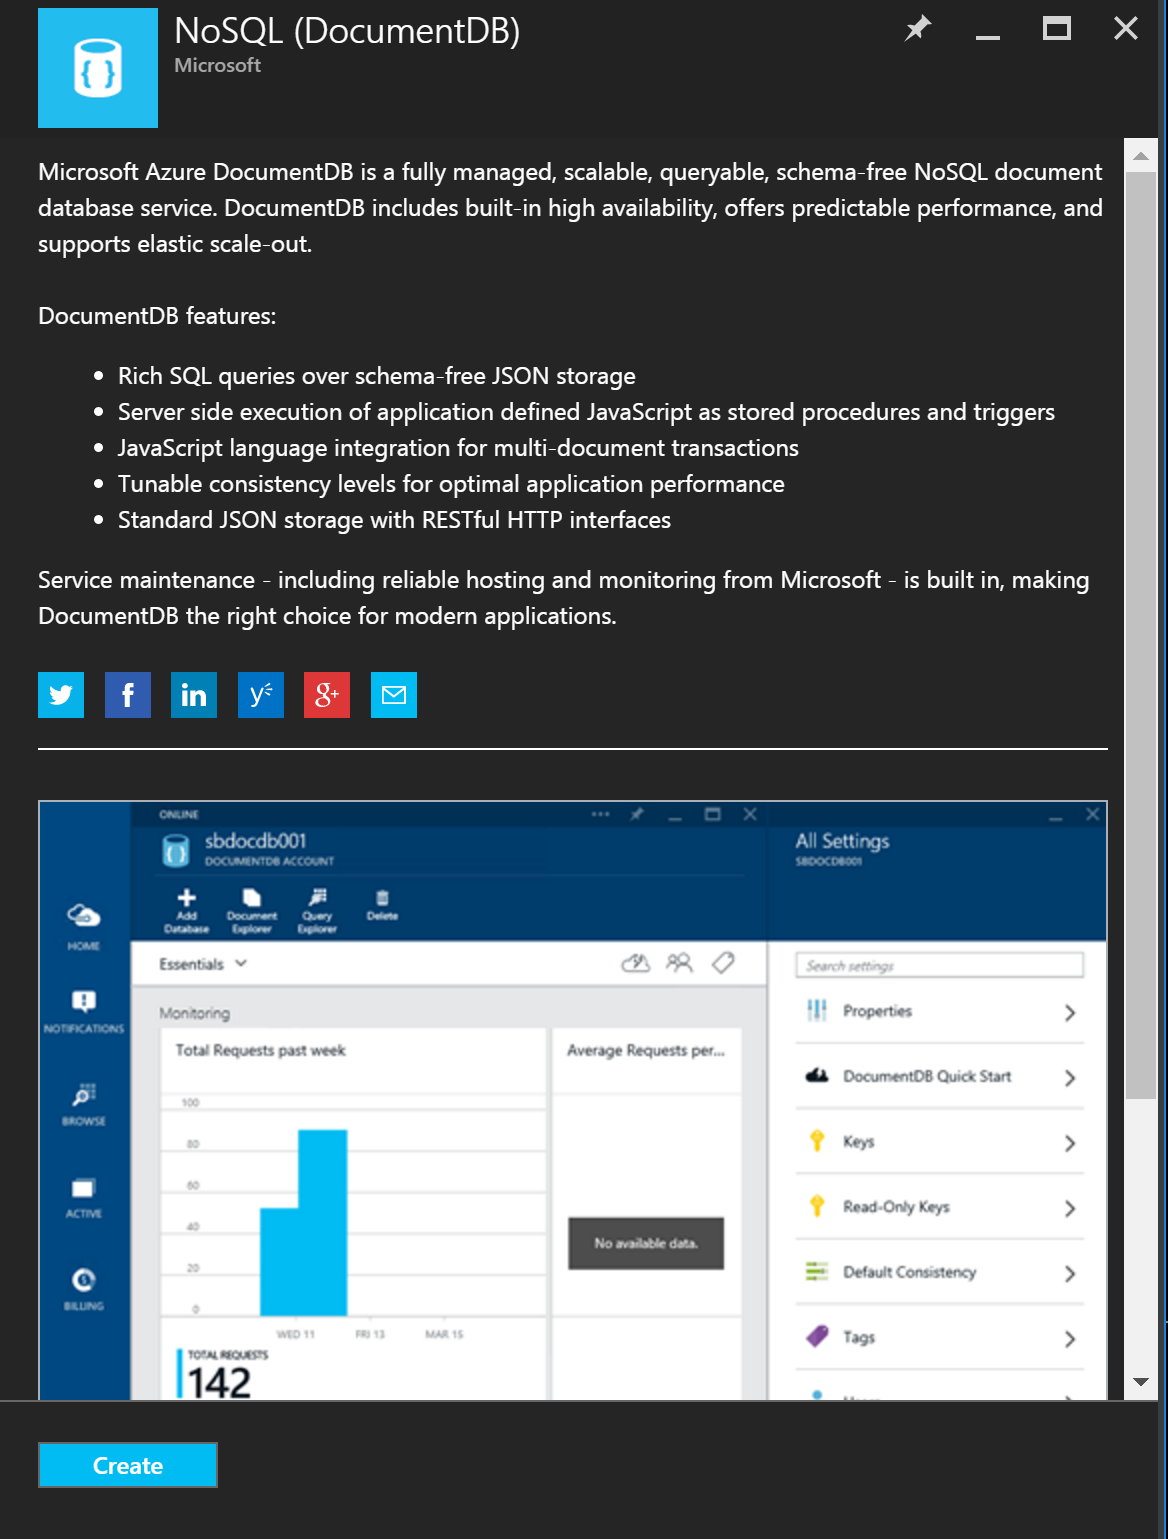 NoSQL (DocumentDB)
Microsoft
Microsoft Azure DocumentDB is a fully managed, scalable, queryable, schema-free NoSQL document
database service. DocumentDB includes built-in high availability, offers predictable performance, and
supports elastic scale-out.
DocumentDB features:
Rich SQL queries over schema-free JSON storage
Server side execution of application defined JavaScript as stored procedures and triggers
JavaScript language integration for multi-document transactions
Tunable consistency levels for optimal application performance
Standard JSON storage with RESTful HTTP interfaces
Service maintenance - including reliable hosting and monitoring from Microsoft - is built in, making
DocumentDB the right choice for modern applications.
ONLINE
sbdocdb001
DOCUMENTDB ACCOUNT
Add
Database
Document
Explorer
Query
Explorer
Delete
All Settings
SBDOCDB001
HOME
NOTIFICATIONS
BROWSE
ACTIVE
BILLING
Essentials
Monitoring
Total Requests past week
100
80
60
40
20
0
WED 11
FRI 13
MAR 15
TOTAL REQUESTS
142
Average Requests per...
No available data.
Search settings
Properties
DocumentDB Quick Start
Keys
Read-Only Keys
Default Consistency
Tags
Create